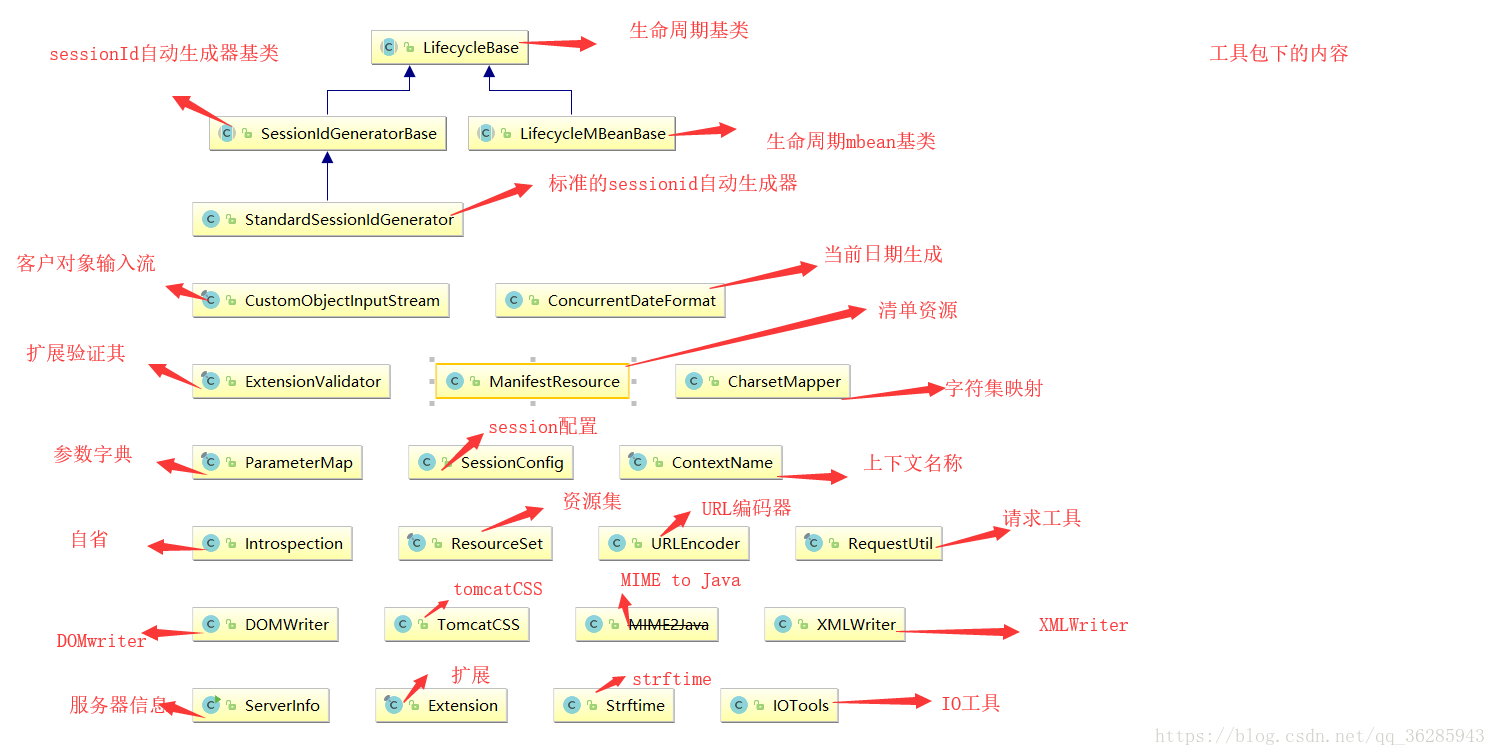 LifecycleBase
生命周期基类
sessionId自动生成器基类
工具包下的内容
SessionIdGeneratorBase
LifecycleMBeanBase
生命周期mbean基类
标准的sessionid自动生成器
StandardSessionIdGenerator
客户对象输入流
当前日期生成
CustomObjectInputStream
ConcurrentDateFormat
清单资源
扩展验证其
ExtensionValidator
ManifestResource
CharsetMapper
字符集映射
session配置
参数字典
ParameterMap
SessionConfig
ContextName
上下文名称
资源集
URL编码器
请求工具
自省
Introspection
ResourceSet
URLEncoder
RequestUtil
tomcatCSS
MIME to Java
DOMWriter
TomcatCSS
MIME2Java
XMLWriter
XMLWriter
DOMwriter
扩展
strftime
服务器信息
ServerInfo
Extension
Strftime
IOTools
IO工具
https://blog.csdn.net/qq_36285943